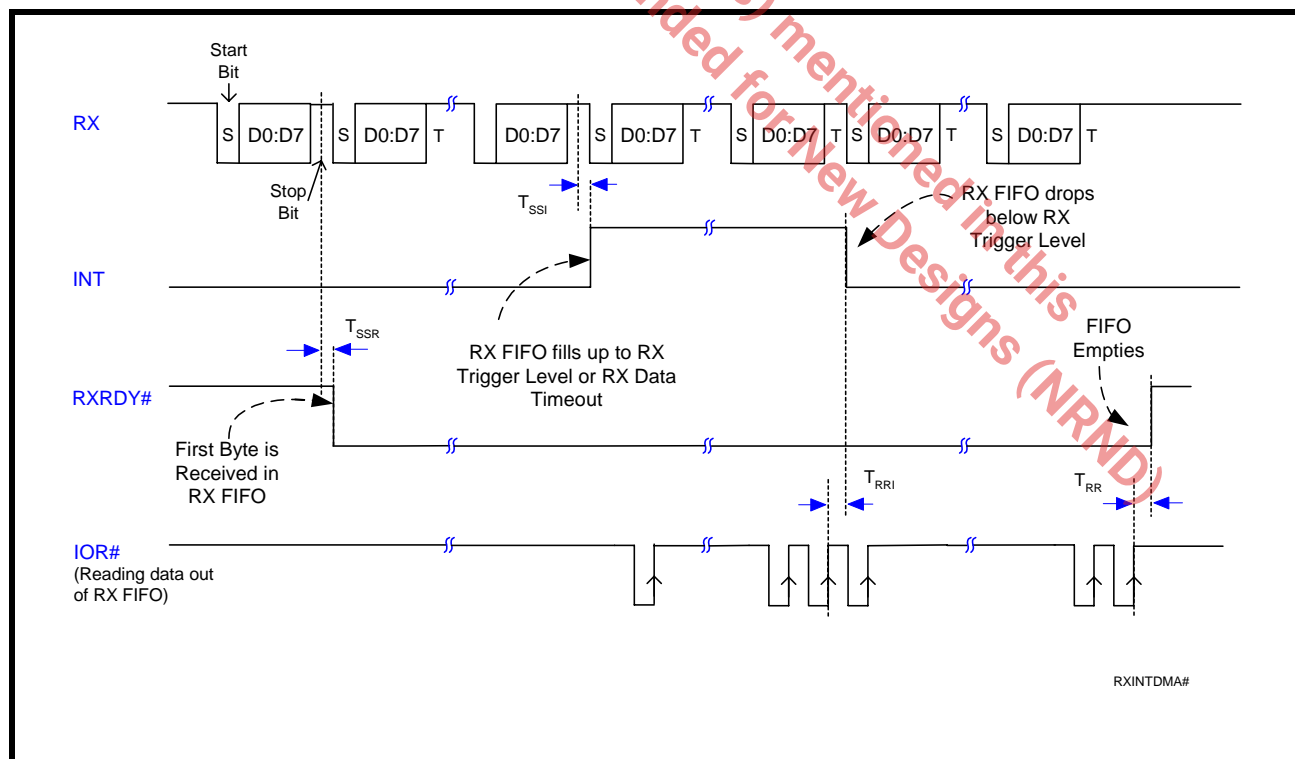 Start
Bit
RX
S D0:D7 S D0:D7 T D0:D7 S D0:D7 T S D0:D7 T S D0:D7 T S D0:D7 T
Stop
Bit
TSSI
RX FIFO drops
below RX
Trigger Level
INT
TSSR
RX FIFO fills up to RX
Trigger Level or RX Data
Timeout
FIFO
Empties
RXRDY#
First Byte is
Received in
RX FIFO
TRRI
TRR
IOR#
(Reading data out
of RX FIFO)
RXINTDMA#
mentioned in this
for New Designs (NRND)